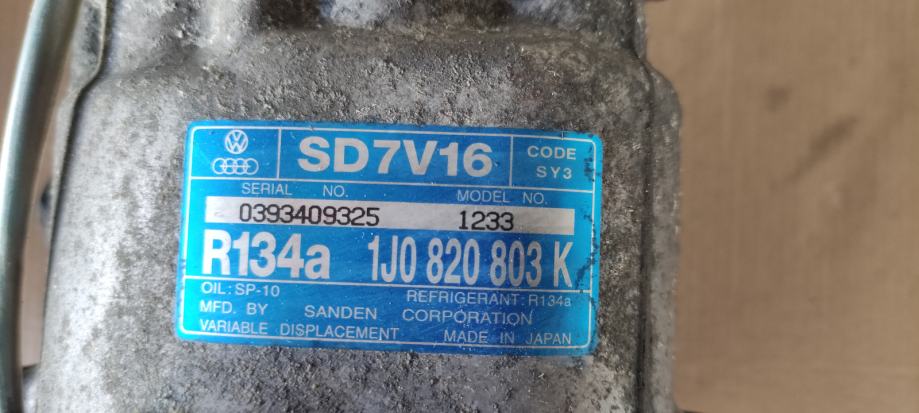 SD7V16
CODE
SY3
SERIAL NO. MODEL NO.
0393409325 1233
R134a 1J0 820 803 K
OIL: SP-10 REFRIGERANT: R134a
MFD. BY SANDEN CORPORATION
VARIABLE DISPLACEMENT MADE IN JAPAN